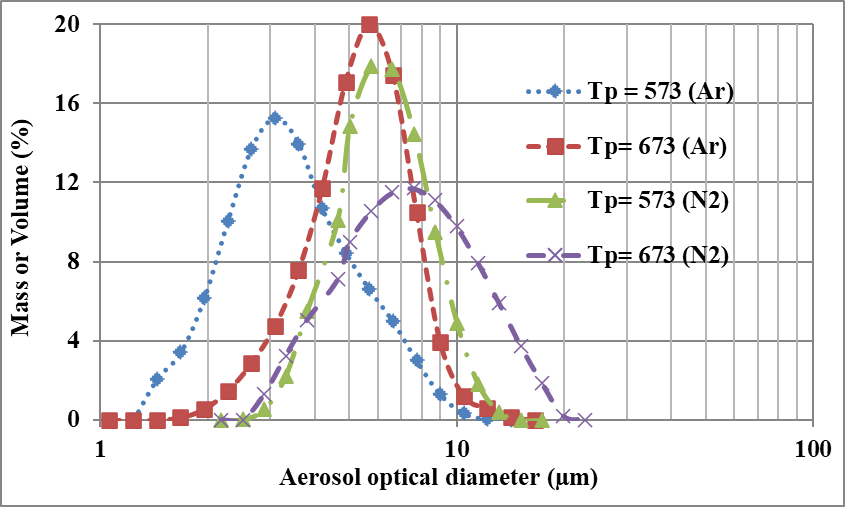 20
16
12
8
4
0
Mass or Volume (%)
Tp = 573 (Ar)
Tp= 673 (Ar)
Tp= 573 (N2)
Tp= 673 (N2)
1
10
100
Aerosol optical diameter (μm)